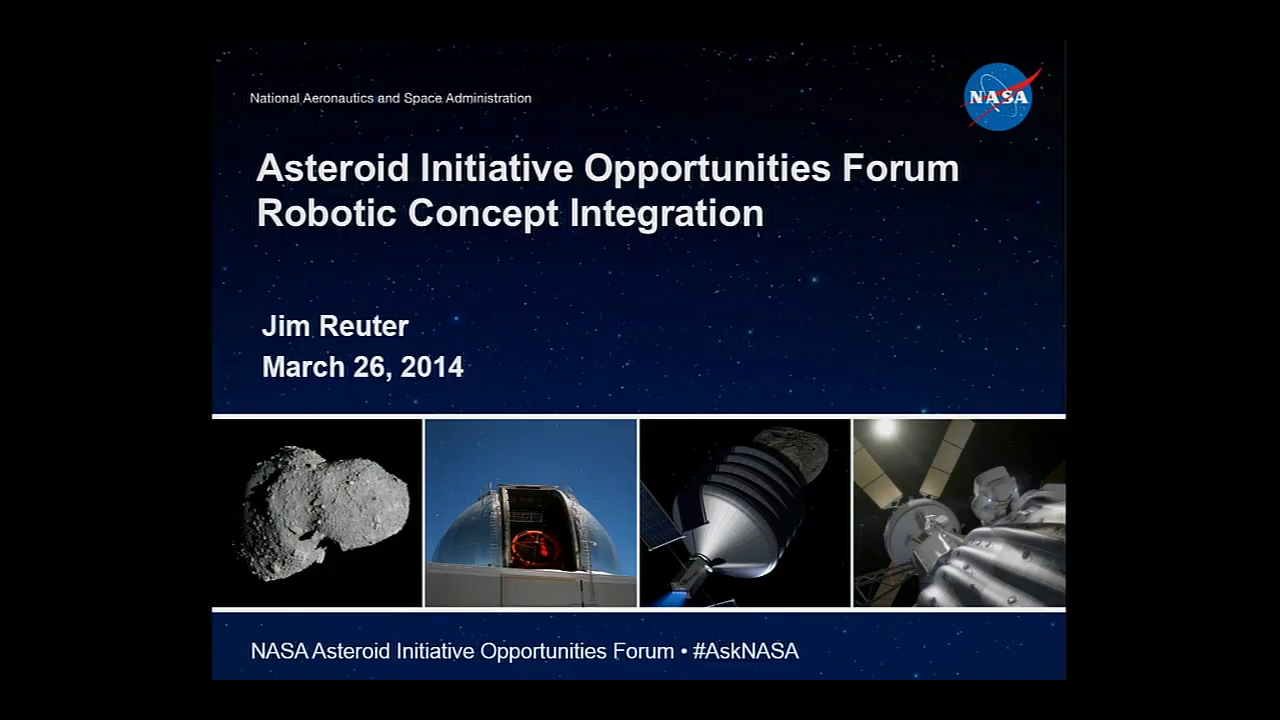 National Aeronautics and Space Administration
NASA
Asteroid Initiative Opportunities Forum
Robotic Concept Integration
Jim Reuter
March 26, 2014
NASA Asteroid Initiative Opportunities Forum • #AskNASA